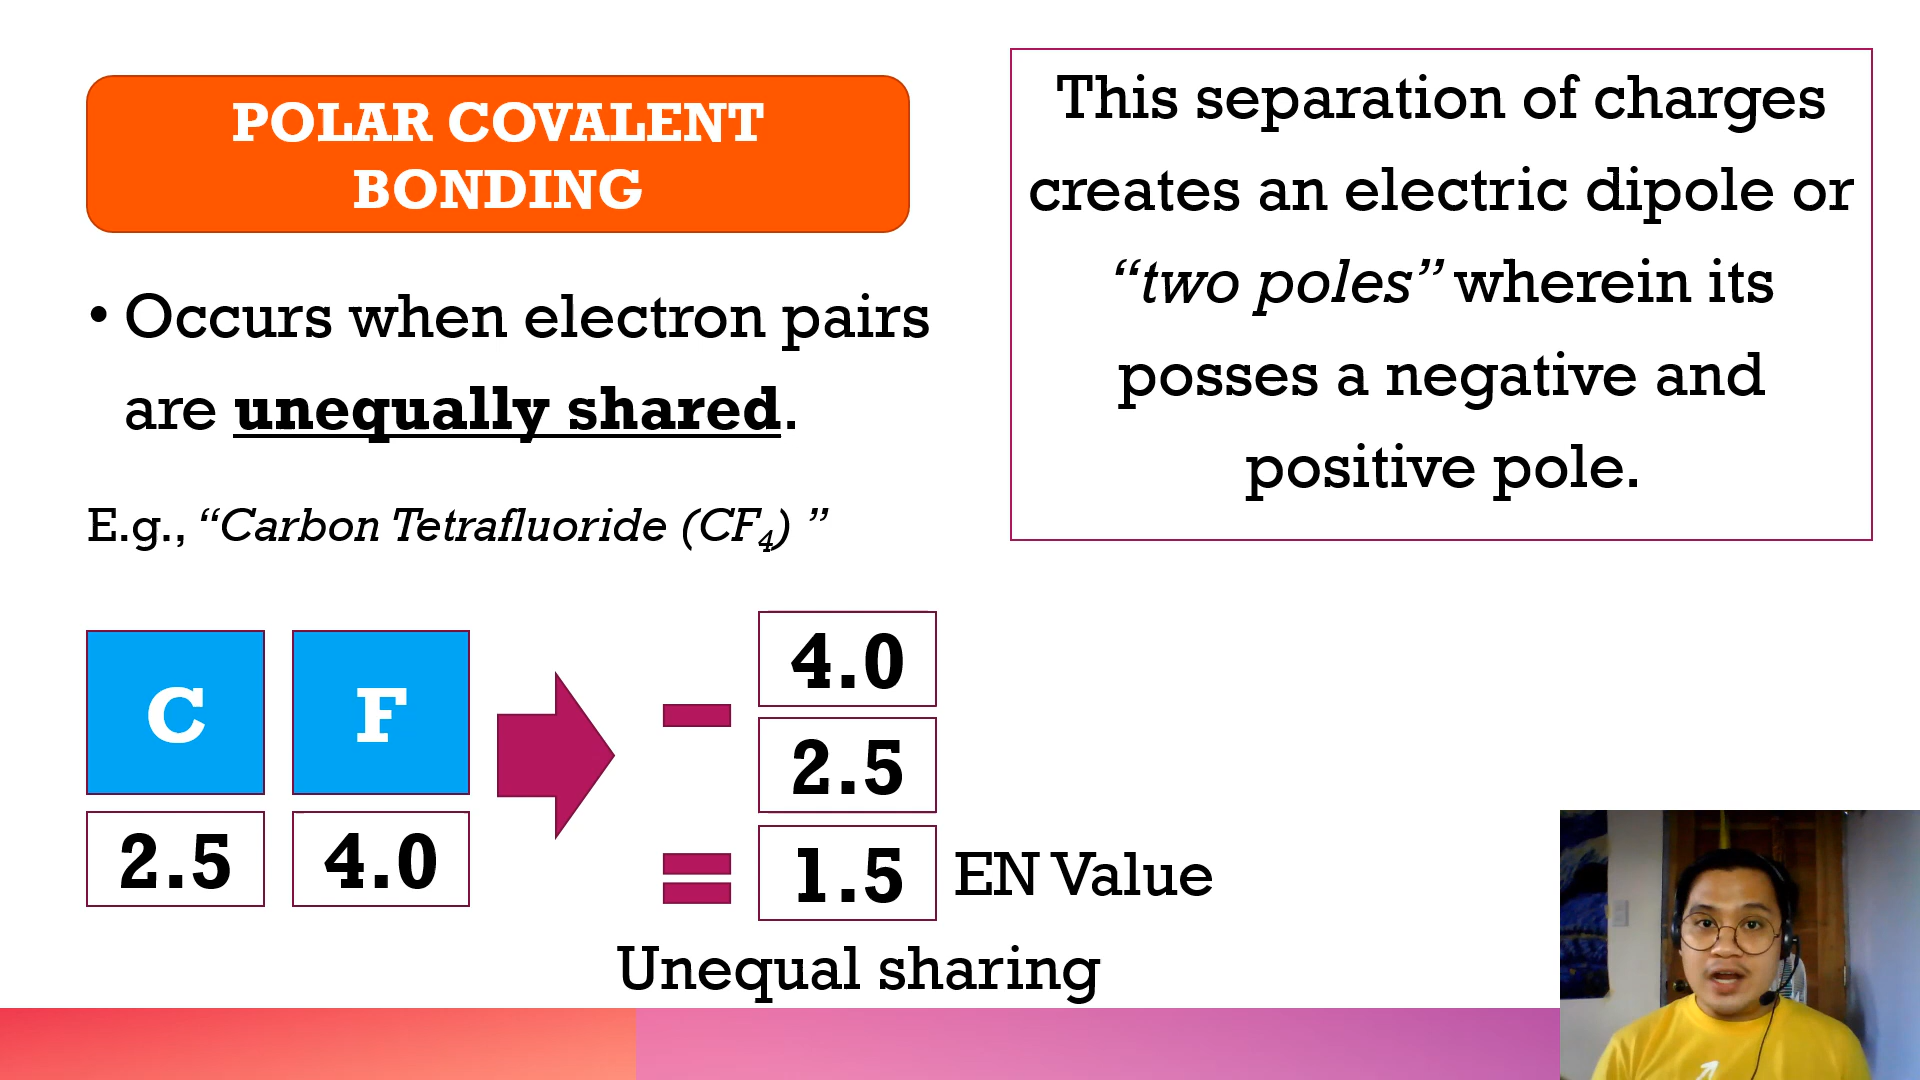 POLAR COVALENT
BONDING
• Occurs when electron pairs
are unequally shared.
E.g., “Carbon Tetrafluoride (CF₄) ”
This separation of charges
creates an electric dipole or
“two poles” wherein its
posses a negative and
positive pole.
C F
2.5 4.0
4.0
− 2.5
= 1.5 EN Value
Unequal sharing